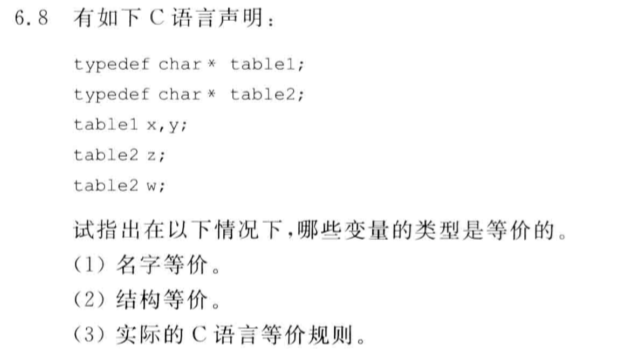 6.8 有如下 C 语言声明：
typedef char* table1;
typedef char* table2;
table1 x,y;
table2 z;
table2 w;
试指出在以下情况下,哪些变量的类型是等价的。
(1) 名字等价。
(2) 结构等价。
(3) 实际的 C 语言等价规则。